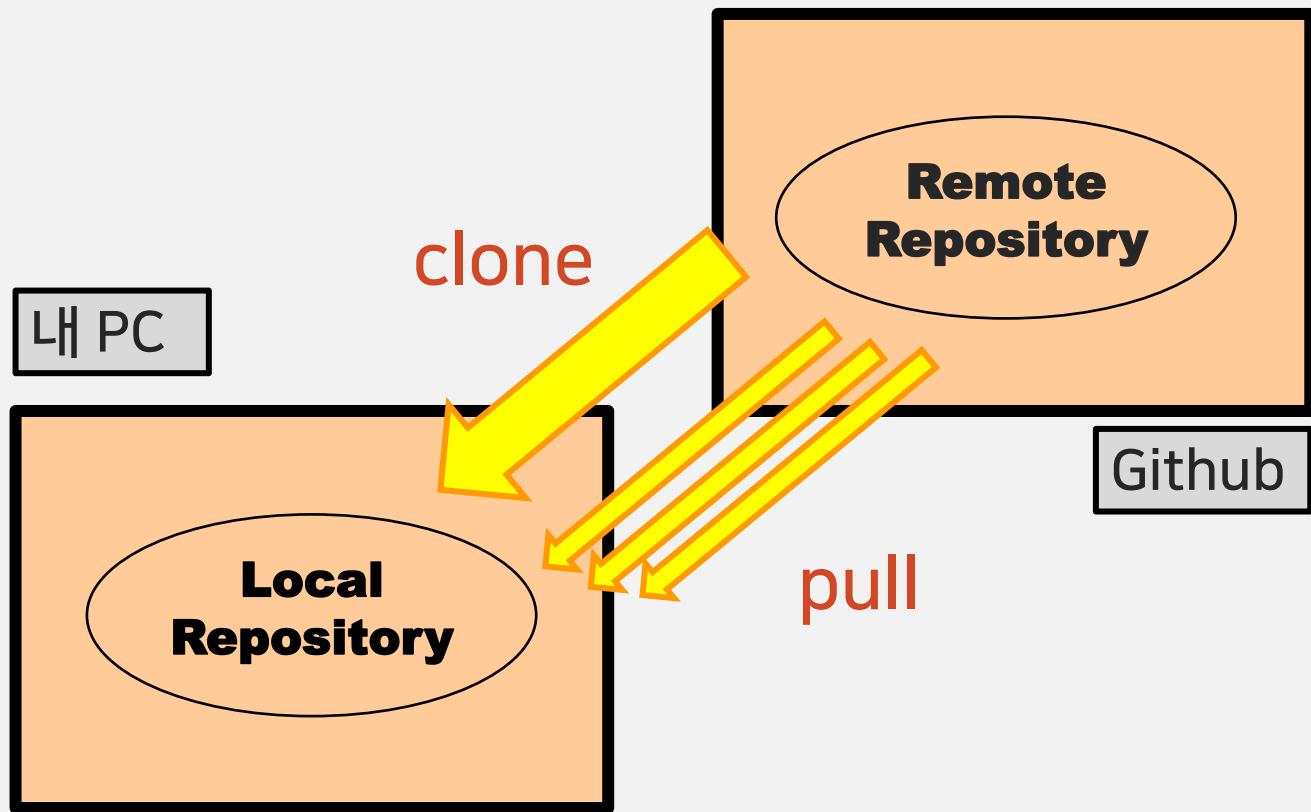 Remote
Repository
clone
내 PC
Github
Local
Repository
pull